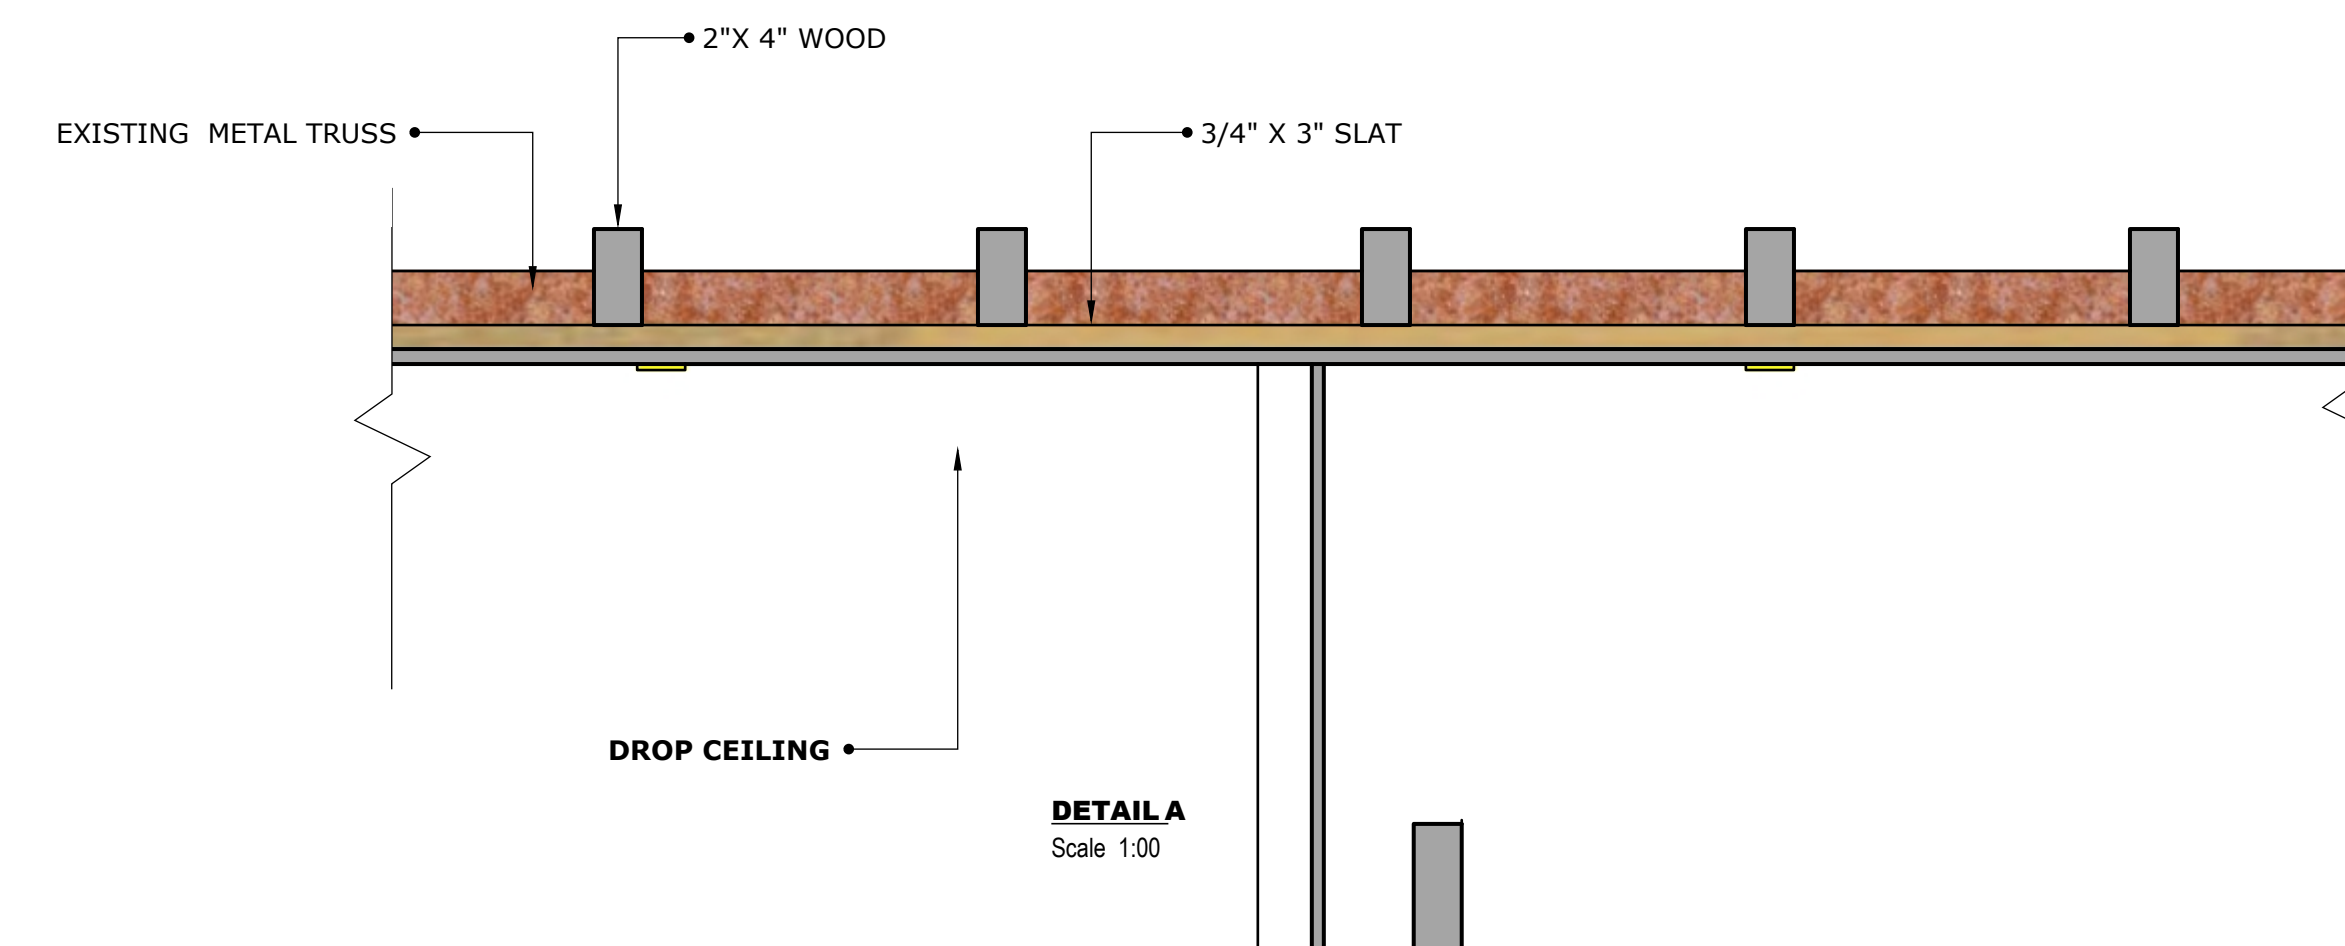 2"X 4" WOOD
EXISTING METAL TRUSS
3/4" X 3" SLAT
DROP CEILING
DETAIL A
Scale 1:00